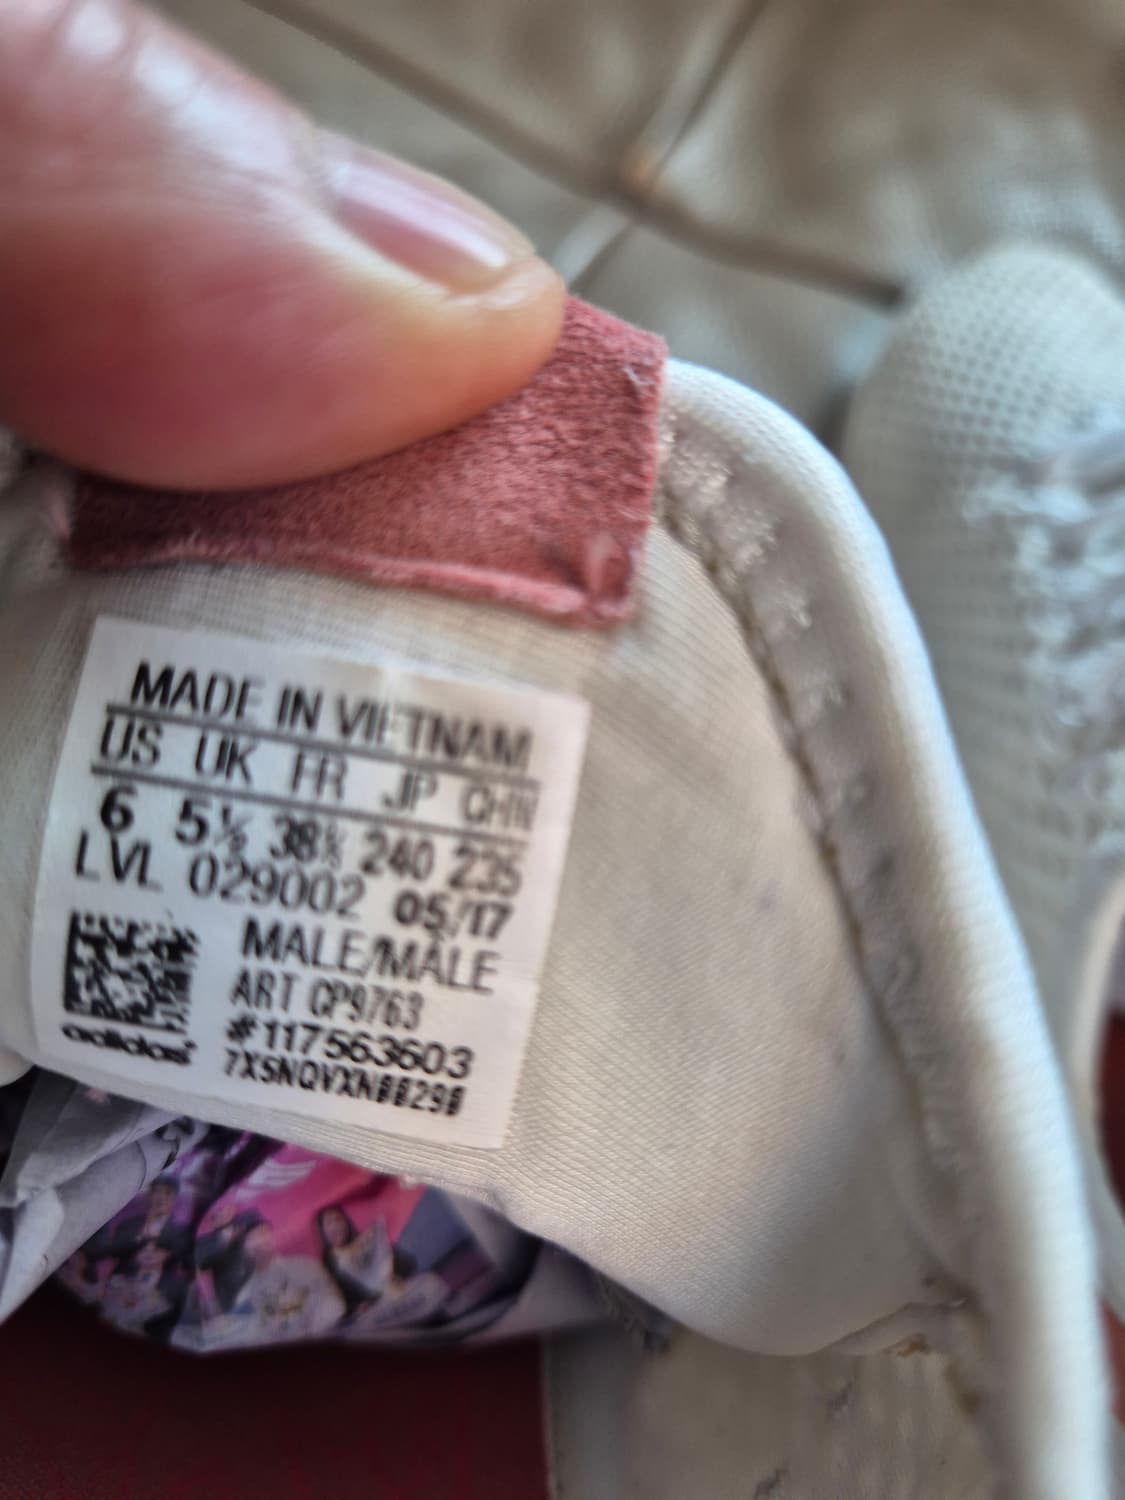 MADE IN VIETNAM
US UK FR JP CHN
6 5½ 38⅔ 240 235
LVL 029002 05/17
MALE/MÂLE
ART CP9763
#117563603
7X5NQVXN00290
adidas